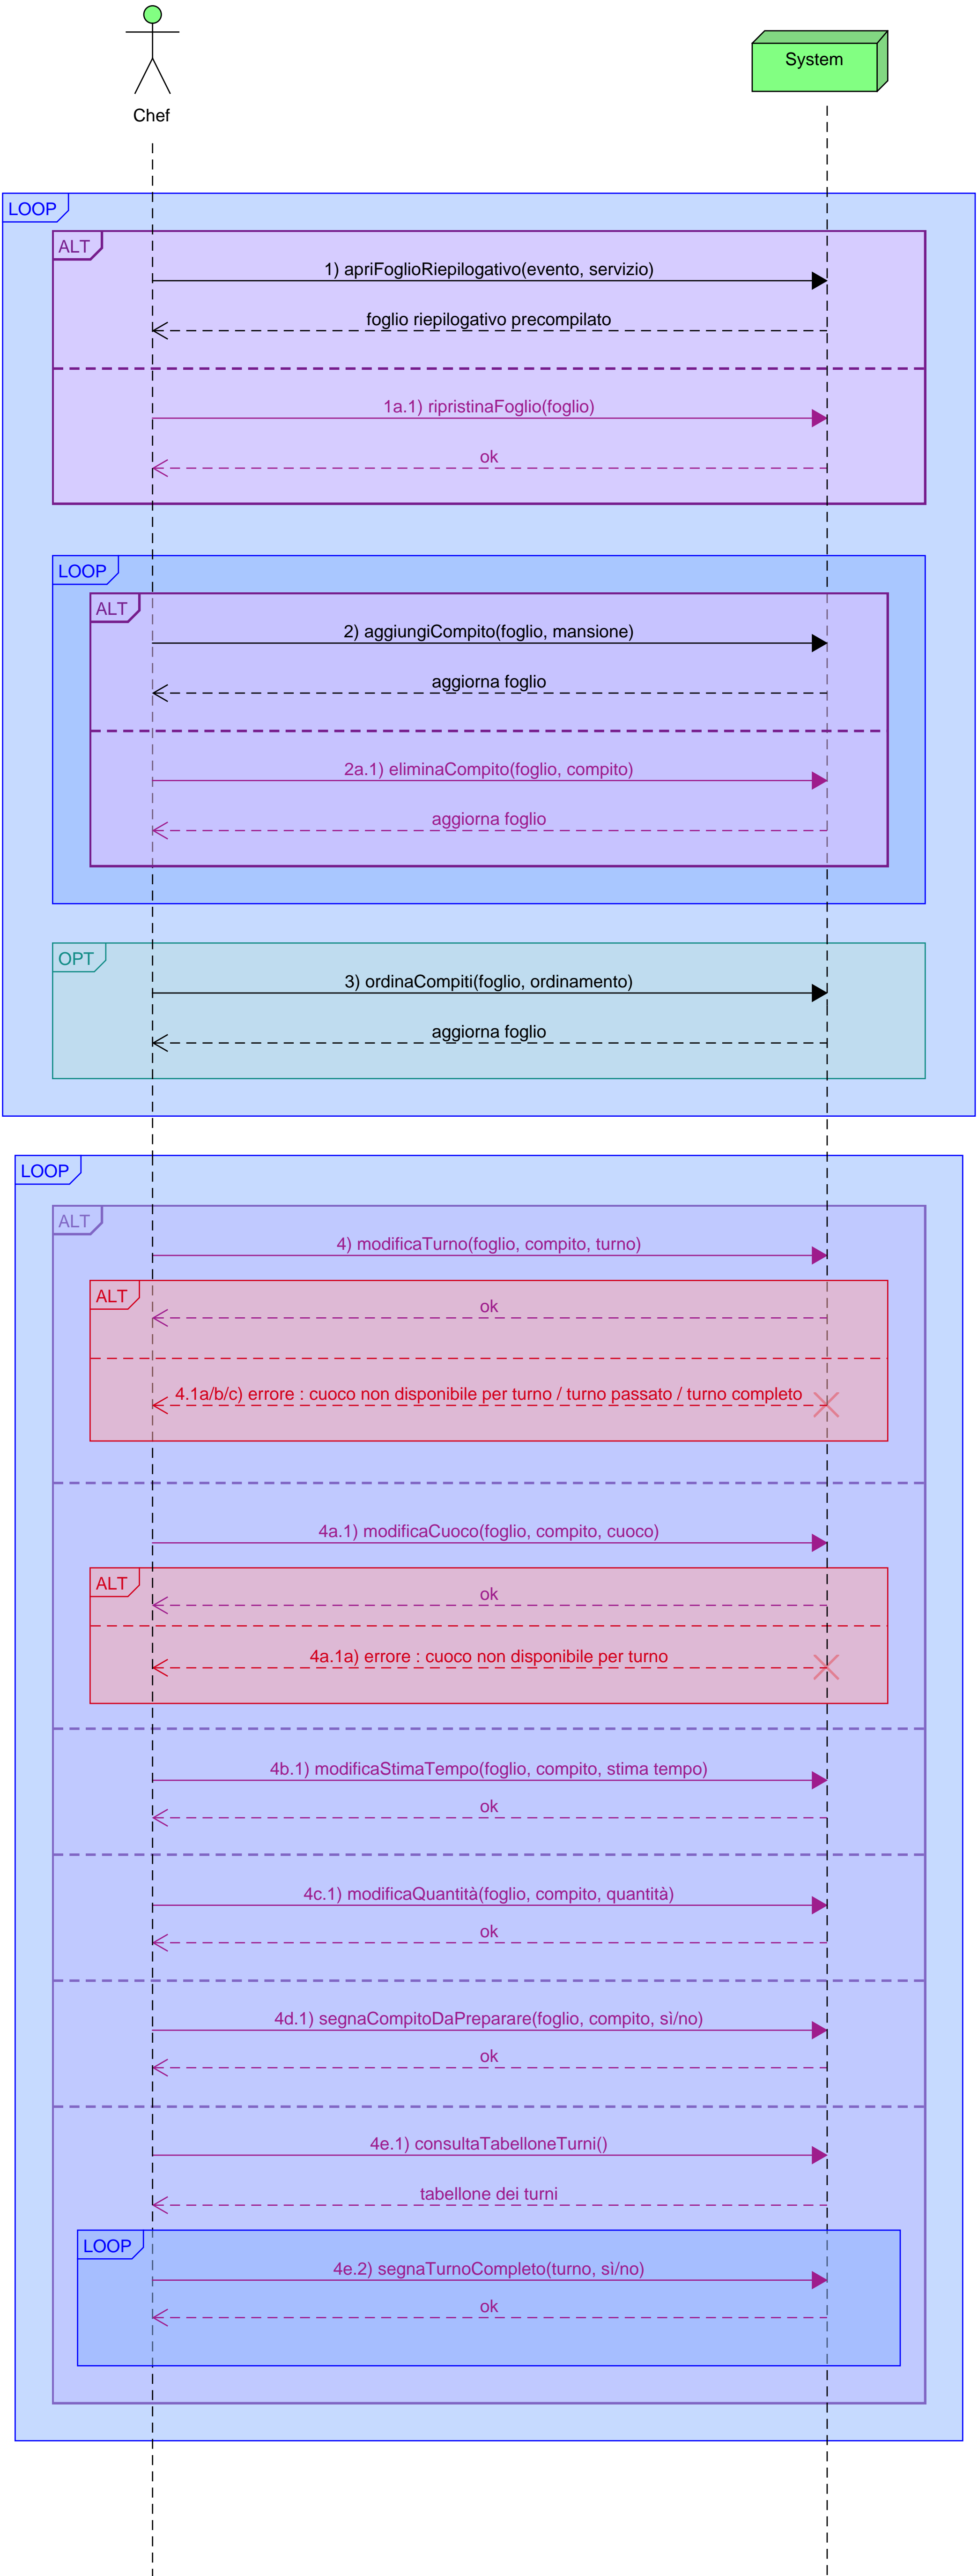 Chef
System
LOOP
ALT
1) apriFoglioRiepilogativo(evento, servizio)
foglio riepilogativo precompilato
1a.1) ripristinaFoglio(foglio)
ok
LOOP
ALT
2) aggiungiCompito(foglio, mansione)
aggiorna foglio
2a.1) eliminaCompito(foglio, compito)
aggiorna foglio
OPT
3) ordinaCompiti(foglio, ordinamento)
aggiorna foglio
LOOP
ALT
4) modificaTurno(foglio, compito, turno)
ALT
ok
4.1a/b/c) errore : cuoco non disponibile per turno / turno passato / turno completo
4a.1) modificaCuoco(foglio, compito, cuoco)
ALT
ok
4a.1a) errore : cuoco non disponibile per turno
4b.1) modificaStimaTempo(foglio, compito, stima tempo)
ok
4c.1) modificaQuantità(foglio, compito, quantità)
ok
4d.1) segnaCompitoDaPreparare(foglio, compito, sì/no)
ok
4e.1) consultaTabelloneTurni()
tabellone dei turni
LOOP
4e.2) segnaTurnoCompleto(turno, sì/no)
ok